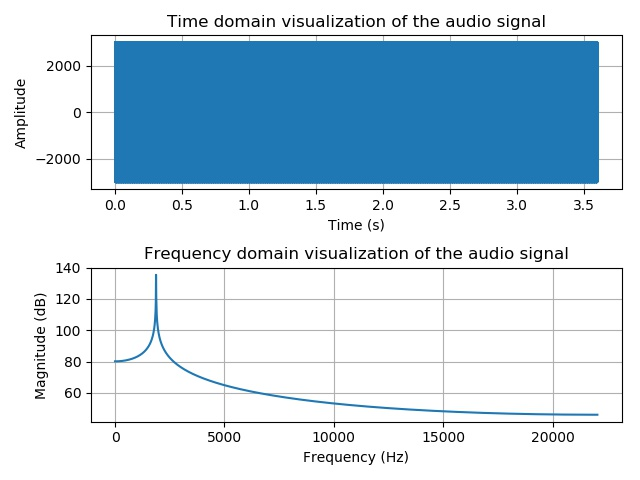 Time domain visualization of the audio signal
2000
0
−2000
Amplitude
0.0 0.5 1.0 1.5 2.0 2.5 3.0 3.5
Time (s)
Frequency domain visualization of the audio signal
140
120
100
80
60
Magnitude (dB)
0 5000 10000 15000 20000
Frequency (Hz)